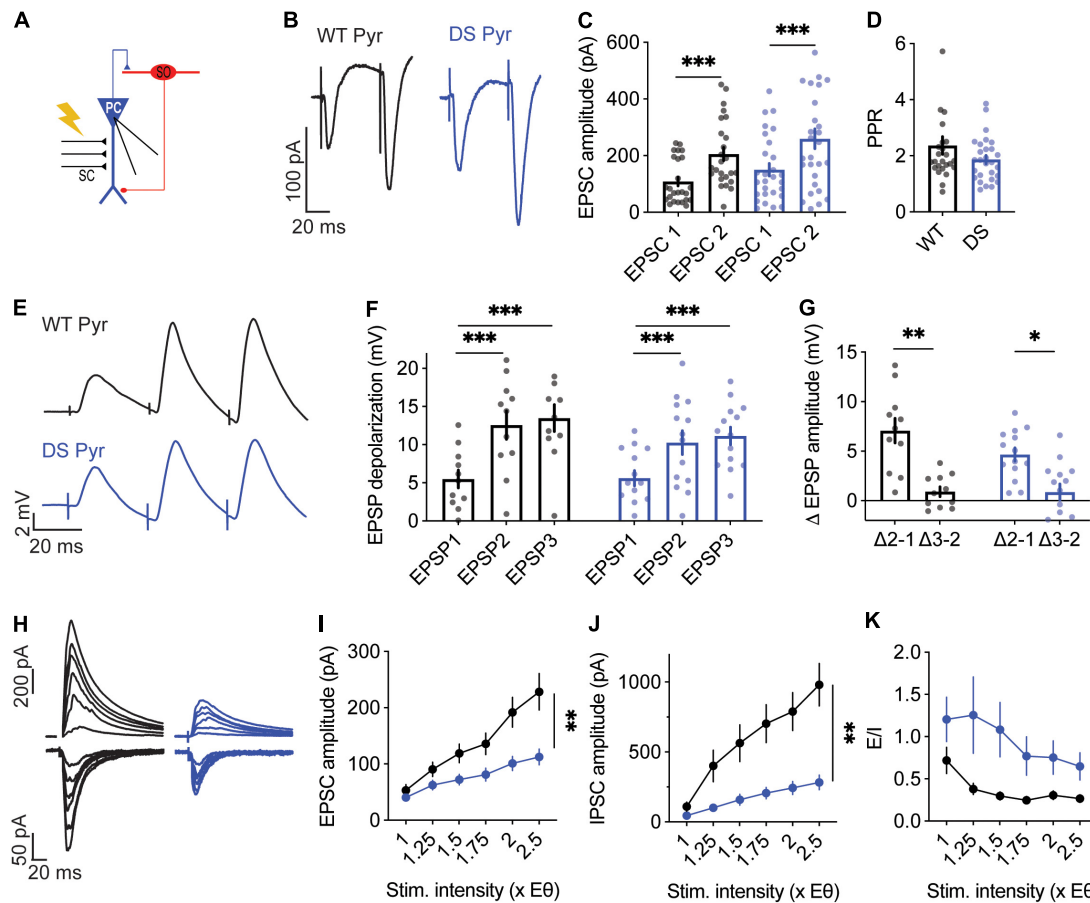 A
SO
PC
SC
B
WT Pyr
DS Pyr
100 pA
20 ms
C
EPSC amplitude (pA)
600
400
200
0
***
***
EPSC 1
EPSC 2
EPSC 1
EPSC 2
D
PPR
6
4
2
0
WT
DS
E
WT Pyr
DS Pyr
2 mV
20 ms
F
EPSP depolarization (mV)
20
15
10
5
0
***
***
***
***
EPSP1
EPSP2
EPSP3
EPSP1
EPSP2
EPSP3
G
Δ EPSP amplitude (mV)
15
10
5
0
**
*
Δ2-1 Δ3-2
Δ2-1 Δ3-2
H
200 pA
50 pA
20 ms
I
EPSC amplitude (pA)
300
200
100
0
**
1
1.25
1.5
1.75
2
2.5
Stim. intensity (x Eθ)
J
IPSC amplitude (pA)
1000
750
500
250
0
**
1
1.25
1.5
1.75
2
2.5
Stim. intensity (x Eθ)
K
E/I
2.0
1.5
1.0
0.5
0.0
1
1.25
1.5
1.75
2
2.5
Stim. intensity (x Eθ)